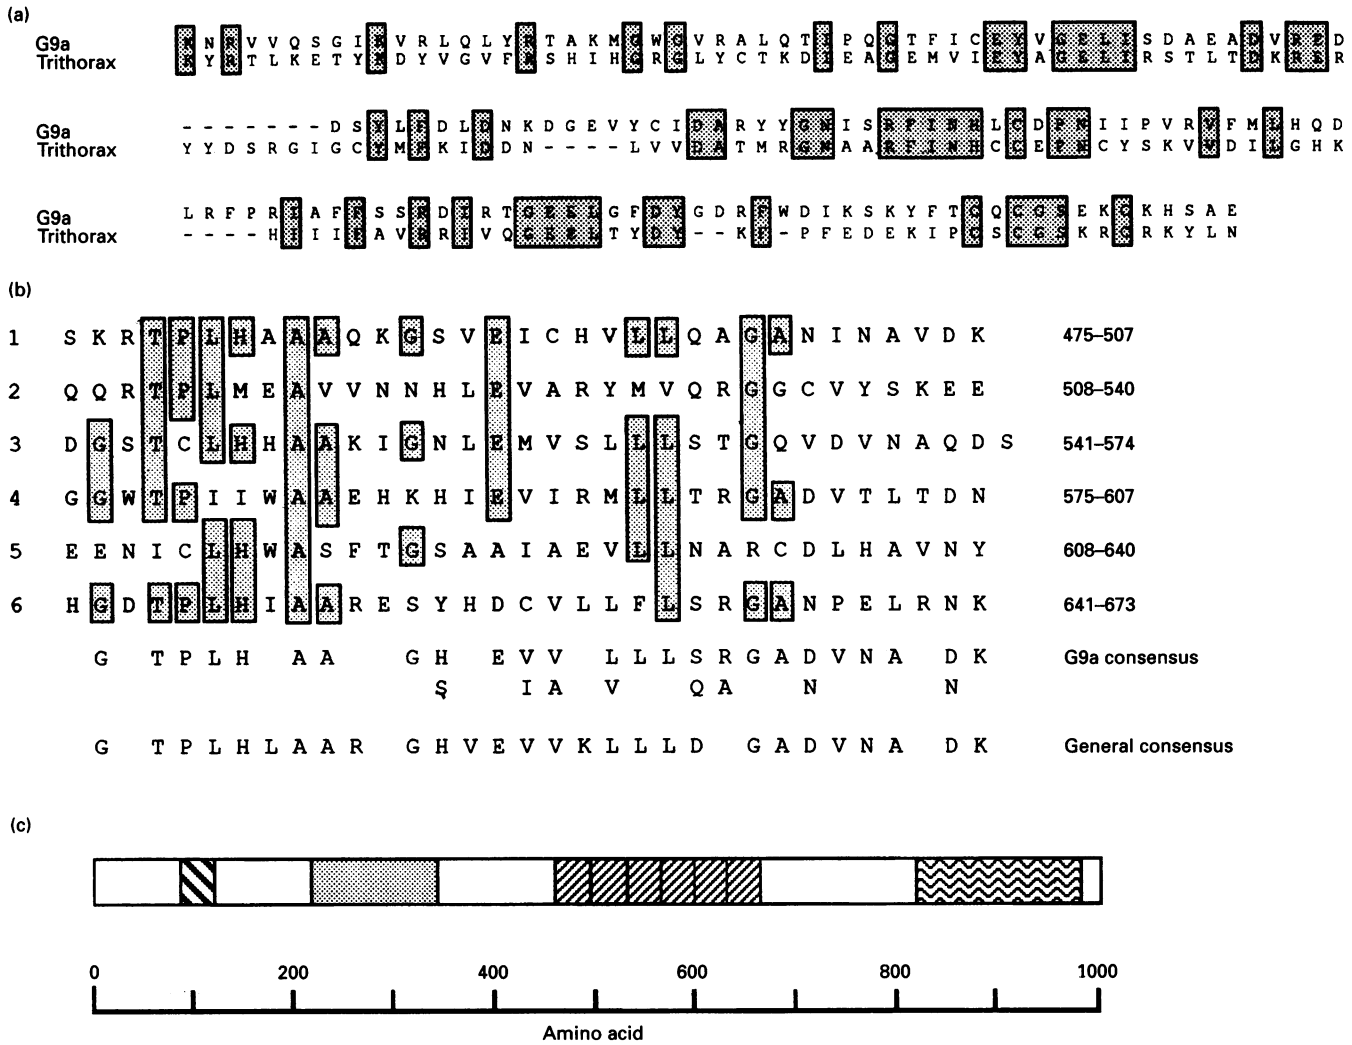 (a)
G9a K N R V V Q S G I K V R L Q L Y R T A K M G W G V R A L Q T I P Q G T F I C E Y V G E L I S D A E A D V R E D
Trithorax K Y R T L K E T Y K D Y V G V F R S H I H G R G L Y C T K D I E A G E M V I E Y A G E L I R S T L T D K R E R
G9a - - - - - - - D S Y L F D L D N K D G E V Y C I D A R Y Y G N I S R F I N H L C D P N I I P V R V F M L H Q D
Trithorax Y Y D S R G I G C Y M F K I D D N - - - - L V V D A T M R G N A A R F I N H C C E P N C Y S K V V D I L G H K
G9a L R F P R I A F F S S R D I R T G E E L G F D Y G D R F W D I K S K Y F T C Q C G S E K C K H S A E
Trithorax - - - - H I I I F A V R R I V Q G E E L T Y D Y - - K F - P F E D E K I P C S C G S K R C R K Y L N
(b)
1 S K R T P L H A A A Q K G S V E I C H V L L Q A G A N I N A V D K 475–507
2 Q Q R T P L M E A V V N N H L E V A R Y M V Q R G G C V Y S K E E 508–540
3 D G S T C L H H A A K I G N L E M V S L L L S T G Q V D V N A Q D S 541–574
4 G G W T P I I W A A E H K H I E V I R M L L T R G A D V T L T D N 575–607
5 E E N I C L H W A S F T G S A A I A E V L L N A R C D L H A V N Y 608–640
6 H G D T P L H I A A R E S Y H D C V L L F L S R G A N P E L R N K 641–673
G T P L H A A G H E V V L L L S R G A D V N A D K G9a consensus
S I A V Q A N N
G T P L H L A A R G H V E V V K L L L D G A D V N A D K General consensus
(c)
0 200 400 600 800 1000
Amino acid